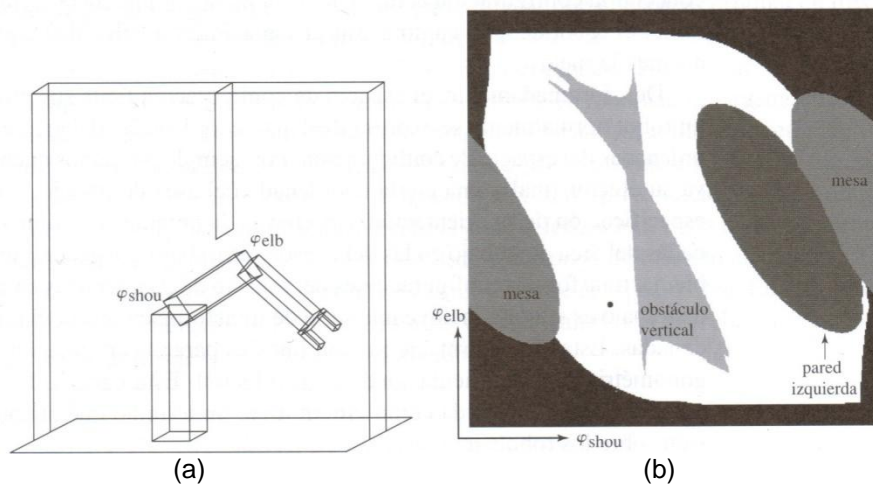 φelb
φshou
(a)
mesa
mesa
obstáculo
vertical
φelb
pared
izquierda
φshou
(b)